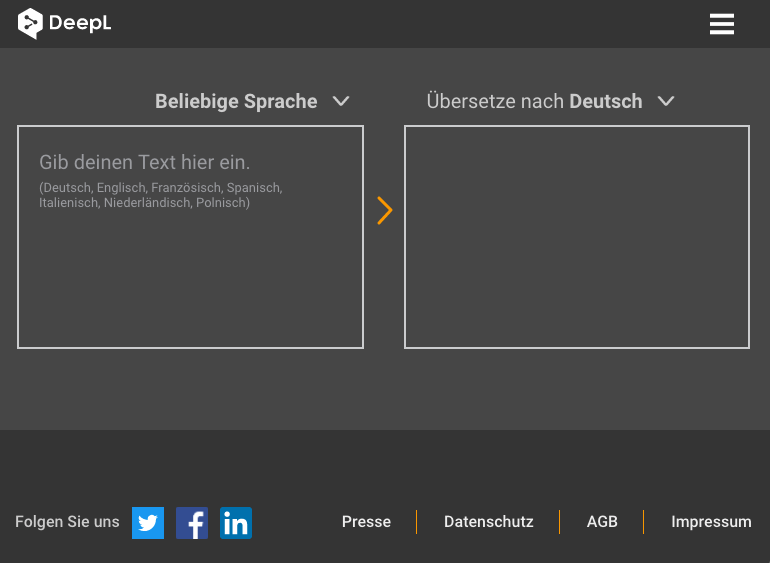 DeepL
Beliebige Sprache
Übersetze nach Deutsch
Gib deinen Text hier ein.
(Deutsch, Englisch, Französisch, Spanisch,
Italienisch, Niederländisch, Polnisch)
Folgen Sie uns
in
Presse
Datenschutz
AGB
Impressum